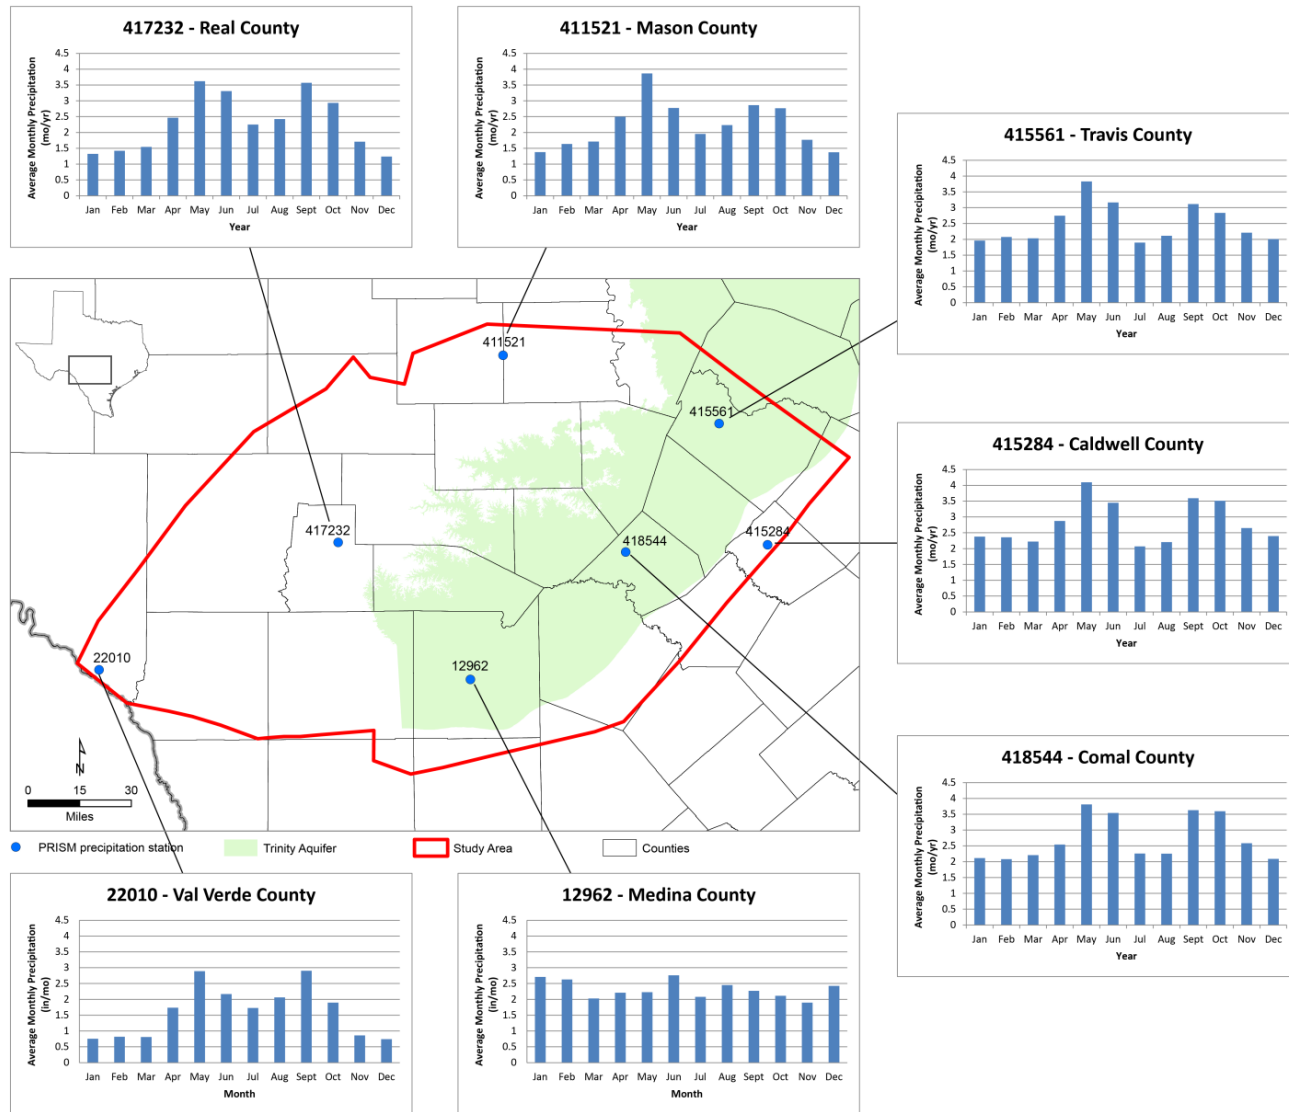 417232 - Real County
Average Monthly Precipitation
(mo/yr)
4.5
4
3.5
3
2.5
2
1.5
1
0.5
0
Jan Feb Mar Apr May Jun Jul Aug Sept Oct Nov Dec
Year
411521 - Mason County
Average Monthly Precipitation
(mo/yr)
4.5
4
3.5
3
2.5
2
1.5
1
0.5
0
Jan Feb Mar Apr May Jun Jul Aug Sept Oct Nov Dec
Year
415561 - Travis County
Average Monthly Precipitation
(mo/yr)
4.5
4
3.5
3
2.5
2
1.5
1
0.5
0
Jan Feb Mar Apr May Jun Jul Aug Sept Oct Nov Dec
Year
411521
415561
417232
418544
415284
22010
12962
N
0 15 30
Miles
PRISM precipitation station Trinity Aquifer Study Area Counties
415284 - Caldwell County
Average Monthly Precipitation
(mo/yr)
4.5
4
3.5
3
2.5
2
1.5
1
0.5
0
Jan Feb Mar Apr May Jun Jul Aug Sept Oct Nov Dec
Year
418544 - Comal County
Average Monthly Precipitation
(mo/yr)
4.5
4
3.5
3
2.5
2
1.5
1
0.5
0
Jan Feb Mar Apr May Jun Jul Aug Sept Oct Nov Dec
Year
22010 - Val Verde County
Average Monthly Precipitation
(in/mo)
4.5
4
3.5
3
2.5
2
1.5
1
0.5
0
Jan Feb Mar Apr May Jun Jul Aug Sept Oct Nov Dec
Month
12962 - Medina County
Average Monthly Precipitation
(in/mo)
4.5
4
3.5
3
2.5
2
1.5
1
0.5
0
Jan Feb Mar Apr May Jun Jul Aug Sept Oct Nov Dec
Month